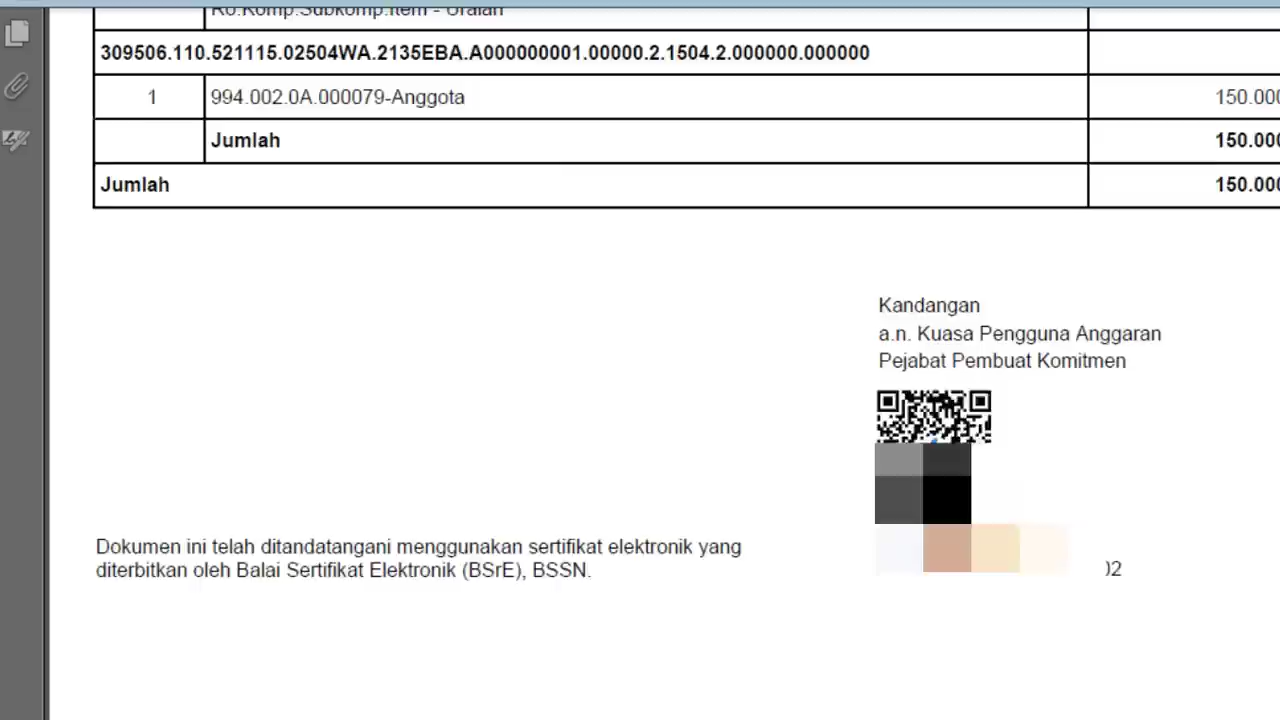 Ro.Komp.Subkomp.Item - Uraian
309506.110.521115.02504WA.2135EBA.A000000001.00000.2.1504.2.000000.000000
1 994.002.0A.000079-Anggota 150.000
Jumlah 150.000
Jumlah 150.000
Kandangan
a.n. Kuasa Pengguna Anggaran
Pejabat Pembuat Komitmen
Dokumen ini telah ditandatangani menggunakan sertifikat elektronik yang
diterbitkan oleh Balai Sertifikat Elektronik (BSrE), BSSN.
02